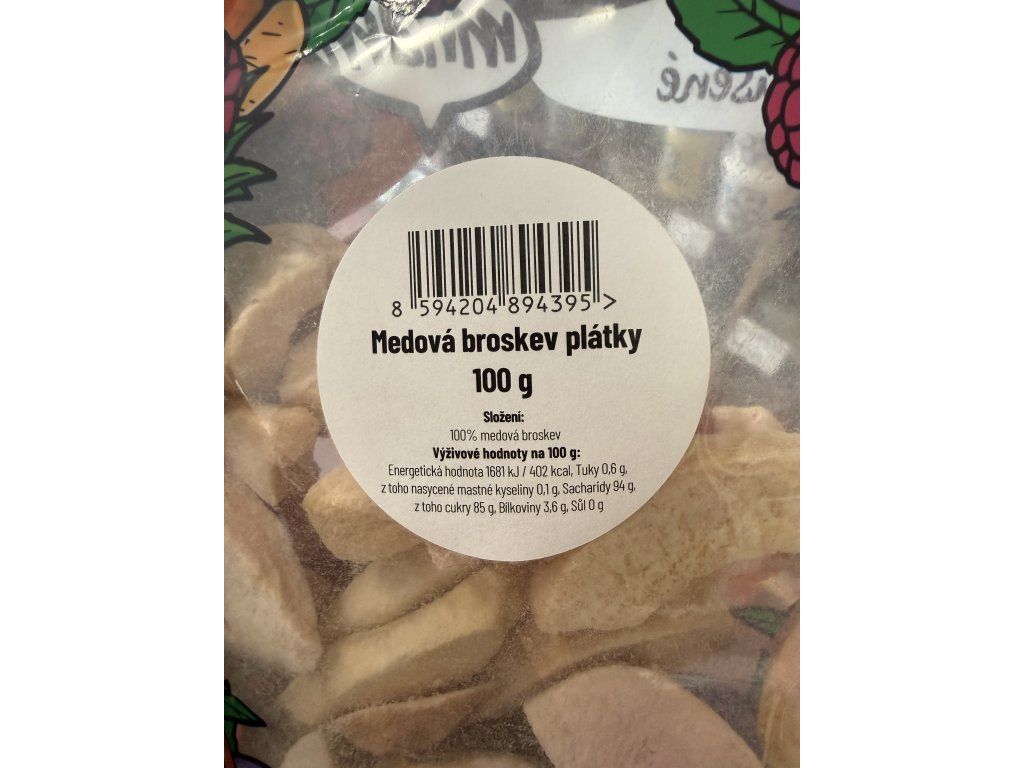 8 594204 894395 >
Medová broskev plátky
100 g
Složení:
100% medová broskev
Výživové hodnoty na 100 g:
Energetická hodnota 1681 kJ / 402 kcal, Tuky 0,6 g,
z toho nasycené mastné kyseliny 0,1 g, Sacharidy 94 g,
z toho cukry 85 g, Bílkoviny 3,6 g, Sůl 0 g